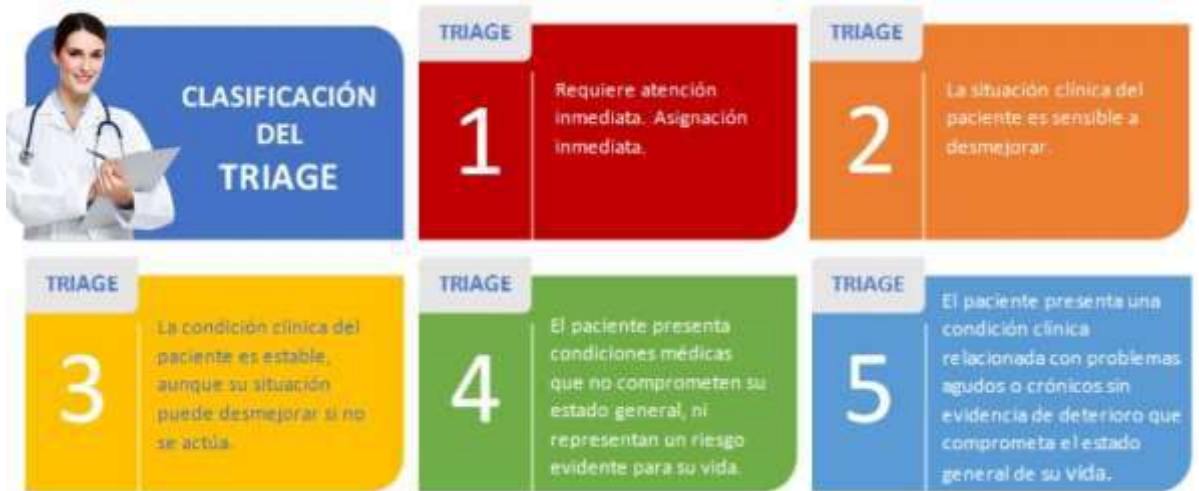 CLASIFICACIÓN
DEL
TRIAGE
TRIAGE
1
Requiere atención
inmediata. Asignación
inmediata.
TRIAGE
2
La situación clínica del
paciente es sensible a
desmejorar.
TRIAGE
3
La condición clínica del
paciente es estable,
aunque su situación
puede desmejorar si no
se actúa.
TRIAGE
4
El paciente presenta
condiciones médicas
que no comprometen su
estado general, ni
representan un riesgo
evidente para su vida.
TRIAGE
5
El paciente presenta una
condición clínica
relacionada con problemas
agudos o crónicos sin
evidencia de deterioro que
comprometa el estado
general de su vida.